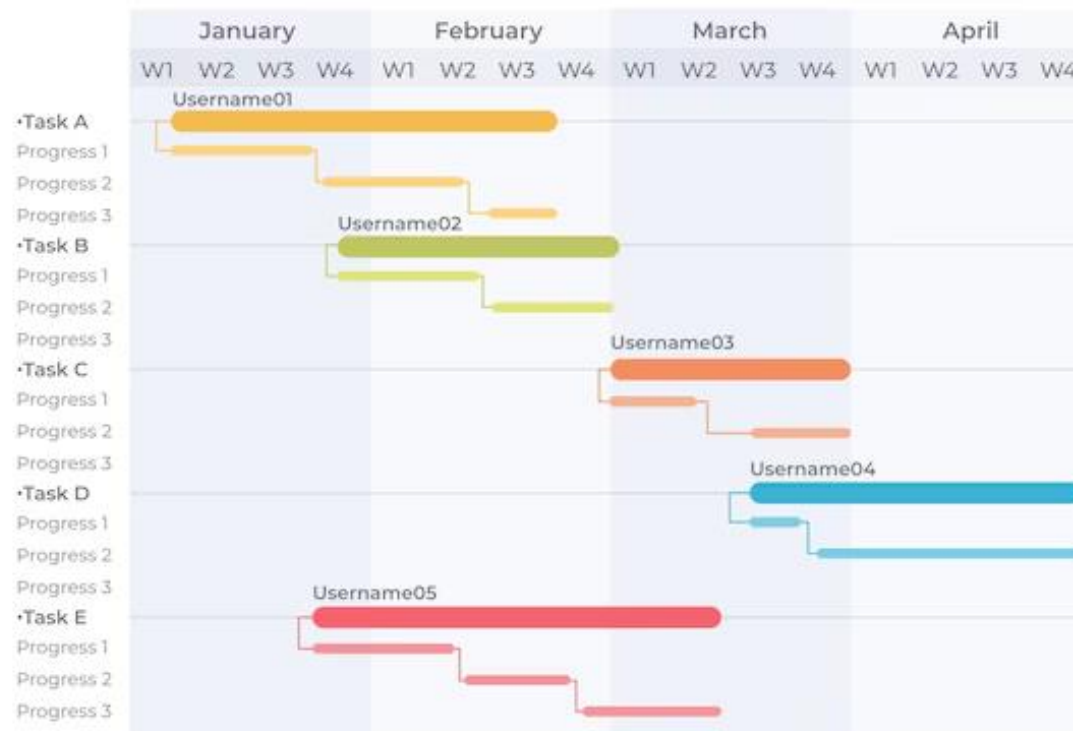 January February March April
W1 W2 W3 W4 W1 W2 W3 W4 W1 W2 W3 W4 W1 W2 W3 W4
Username01
•Task A
Progress 1
Progress 2
Progress 3
Username02
•Task B
Progress 1
Progress 2
Progress 3
Username03
•Task C
Progress 1
Progress 2
Progress 3
Username04
•Task D
Progress 1
Progress 2
Progress 3
Username05
•Task E
Progress 1
Progress 2
Progress 3